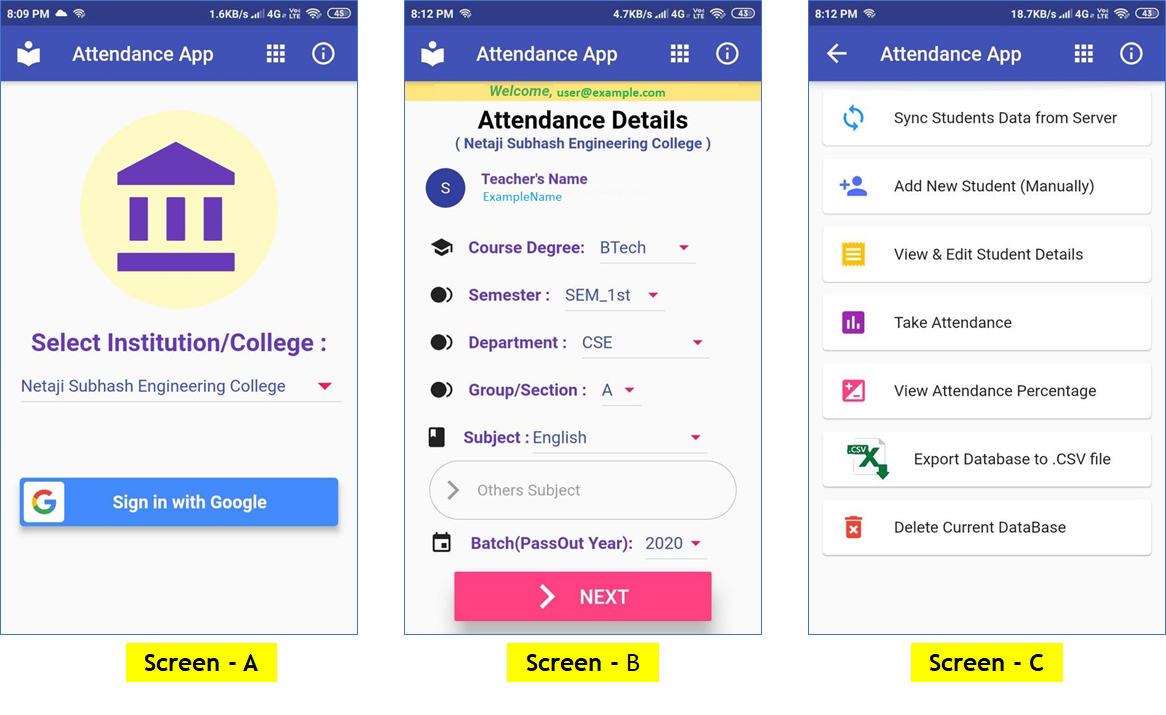 8:09 PM 1.6KB/s 4G Vo LTE 45
Attendance App
Select Institution/College :
Netaji Subhash Engineering College
G Sign in with Google
Screen - A
8:12 PM 4.7KB/s 4G Vo LTE 43
Attendance App
Welcome, user@example.com
Attendance Details
( Netaji Subhash Engineering College )
S Teacher's Name
ExampleName
Course Degree: BTech
Semester : SEM_1st
Department : CSE
Group/Section : A
Subject : English
Others Subject
Batch(PassOut Year): 2020
NEXT
Screen - B
8:12 PM 18.7KB/s 4G Vo LTE 43
Attendance App
Sync Students Data from Server
Add New Student (Manually)
View & Edit Student Details
Take Attendance
View Attendance Percentage
.CSV X Export Database to .CSV file
Delete Current DataBase
Screen - C